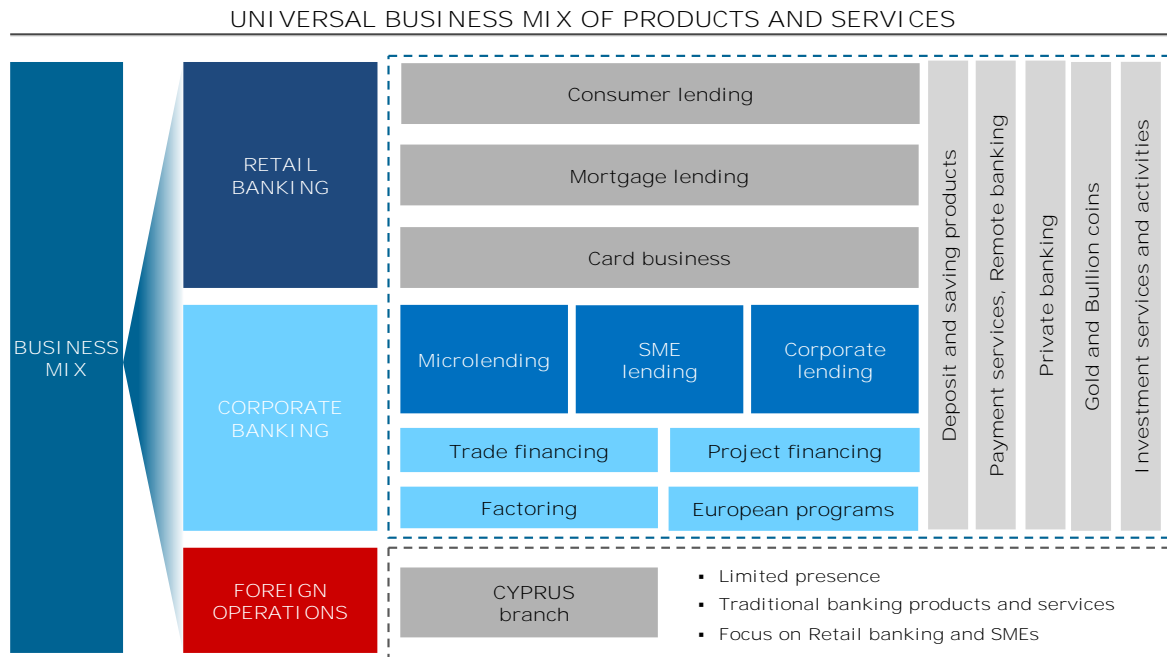 UNIVERSAL BUSINESS MIX OF PRODUCTS AND SERVICES
BUSINESS
MIX
RETAIL
BANKING
Consumer lending
Mortgage lending
Card business
CORPORATE
BANKING
Microlending
SME
lending
Corporate
lending
Trade financing
Project financing
Factoring
European programs
Deposit and saving products
Payment services, Remote banking
Private banking
Gold and Bullion coins
Investment services and activities
FOREIGN
OPERATIONS
CYPRUS
branch
▪ Limited presence
▪ Traditional banking products and services
▪ Focus on Retail banking and SMEs